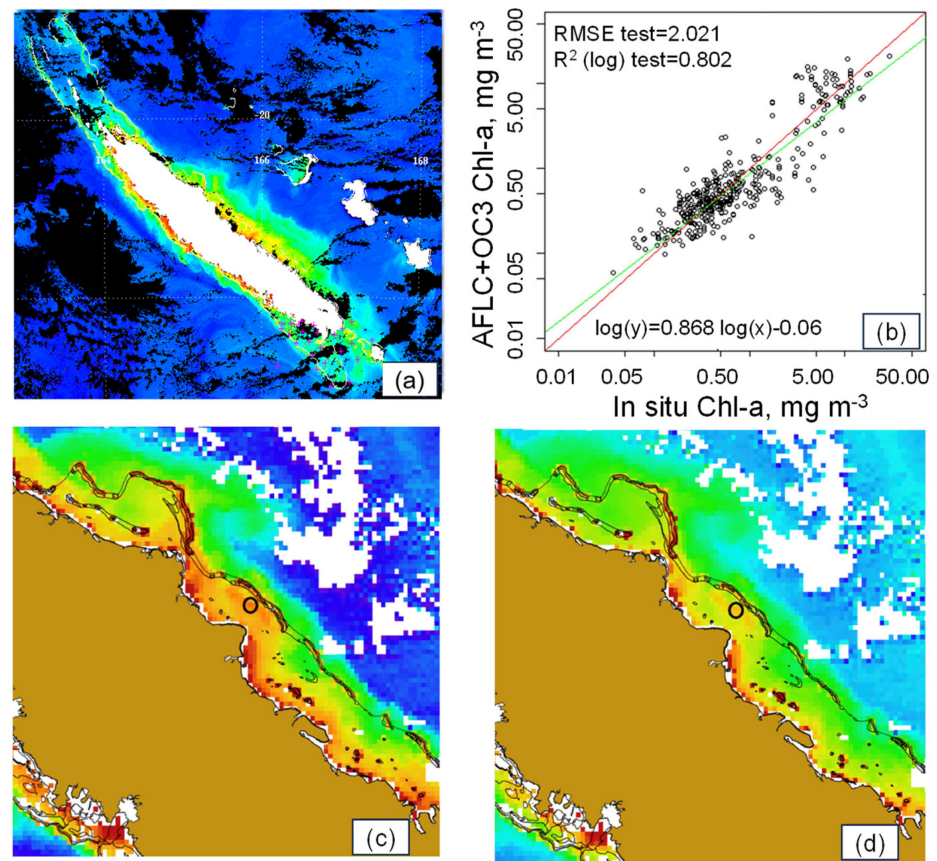 -20
164
166
168
(a)
RMSE test=2.021
R² (log) test=0.802
log(y)=0.868 log(x)-0.06
(b)
AFLC+OC3 Chl-a, mg m⁻³
50.00
5.00
0.50
0.05
0.01
0.01 0.05 0.50 5.00 50.00
In situ Chl-a, mg m⁻³
(c)
(d)